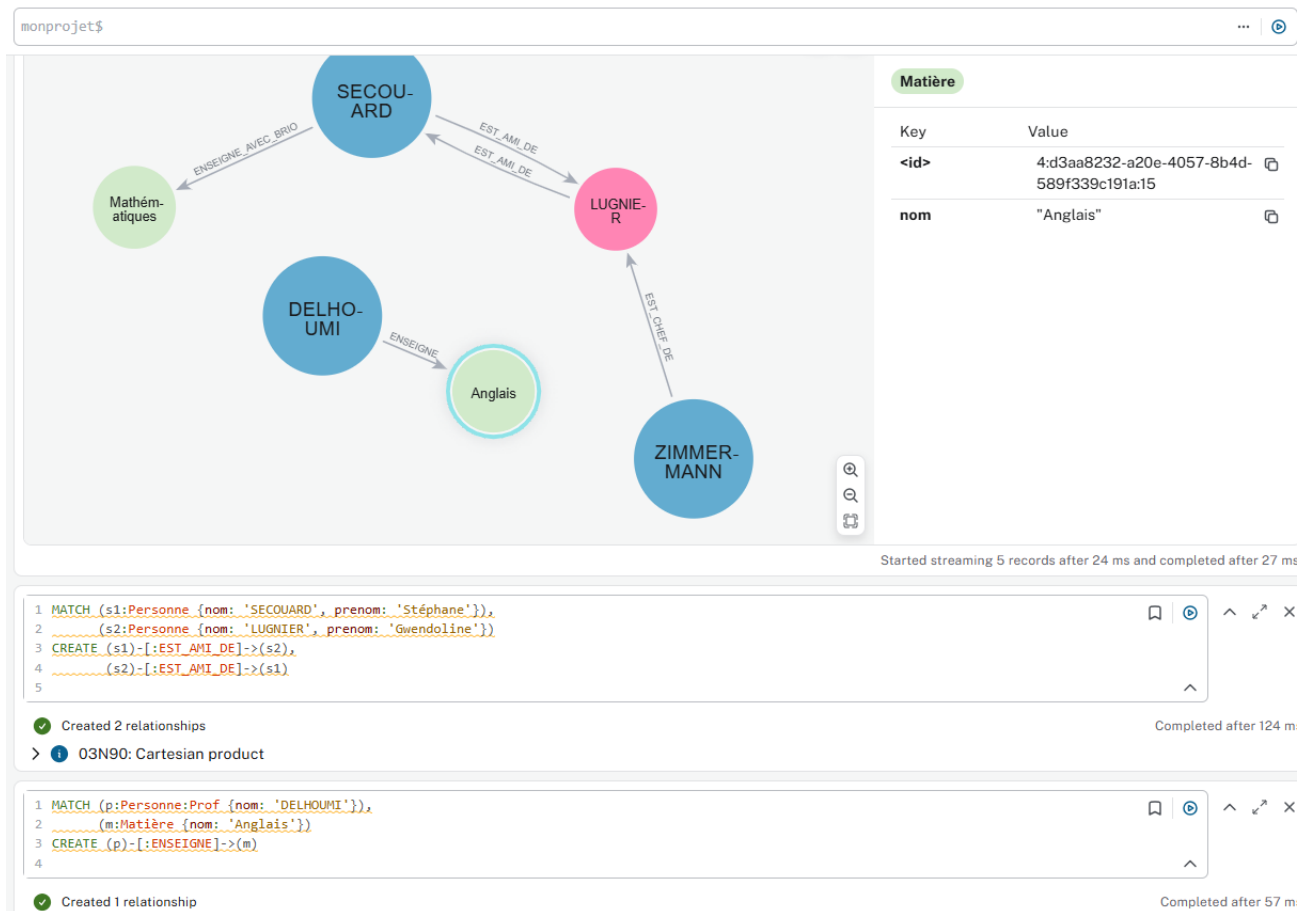 monprojet$
SECOU-
ARD
ENSEIGNE_AVEC_BRIO
EST_AMI_DE
EST_AMI_DE
Mathém-
atiques
LUGNIE-
R
DELHO-
UMI
ENSEIGNE
Anglais
EST_CHEF_DE
ZIMMER-
MANN
Matière
Key Value
<id> 4:d3aa8232-a20e-4057-8b4d-
589f339c191a:15
nom "Anglais"
Started streaming 5 records after 24 ms and completed after 27 ms
1 MATCH (s1:Personne {nom: 'SECOUARD', prenom: 'Stéphane'}),
2 (s2:Personne {nom: 'LUGNIER', prenom: 'Gwendoline'})
3 CREATE (s1)-[:EST_AMI_DE]->(s2),
4 (s2)-[:EST_AMI_DE]->(s1)
5
Created 2 relationships
Completed after 124 m
03N90: Cartesian product
1 MATCH (p:Personne:Prof {nom: 'DELHOUMI'}),
2 (m:Matière {nom: 'Anglais'})
3 CREATE (p)-[:ENSEIGNE]->(m)
4
Created 1 relationship
Completed after 57 m